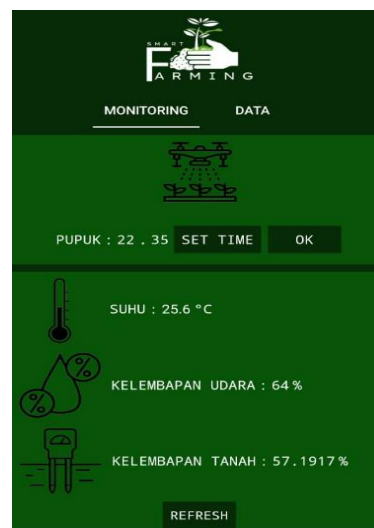 SMART
FARMING
MONITORING DATA
PUPUK : 22 . 35 SET TIME OK
SUHU : 25.6 °C
% %
KELEMBAPAN UDARA : 64 %
KELEMBAPAN TANAH : 57.1917 %
REFRESH